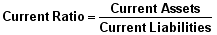 Current Ratio = Current Assets
Current Liabilities